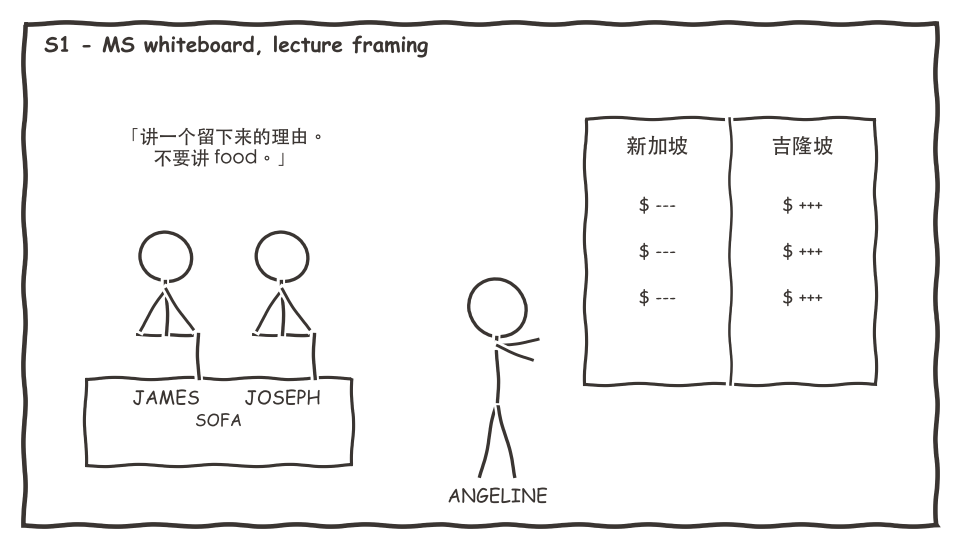 S1 - MS whiteboard, lecture framing
「讲一个留下来的理由。
不要讲 food。」
新加坡
吉隆坡
$ ---
$ +++
$ ---
$ +++
$ ---
$ +++
JAMES
JOSEPH
SOFA
ANGELINE